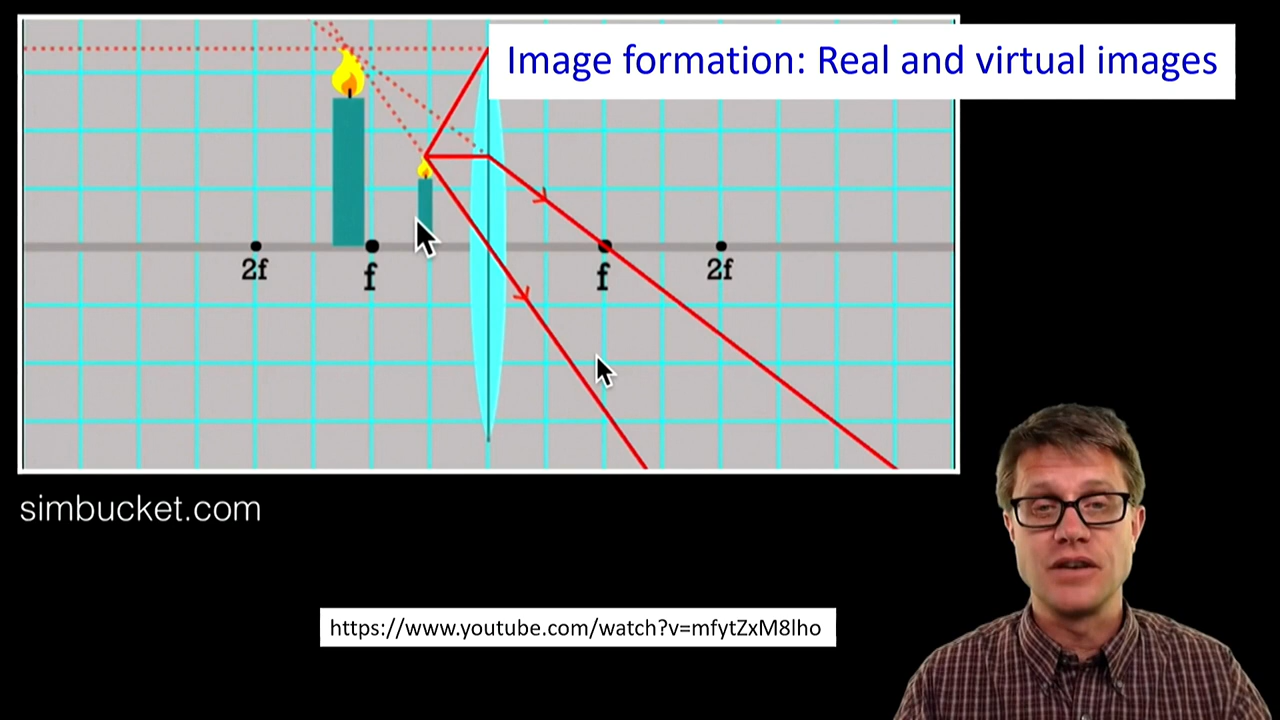 Image formation: Real and virtual images
2f
f
f
2f
simbucket.com
https://www.youtube.com/watch?v=mfytZxM8lho